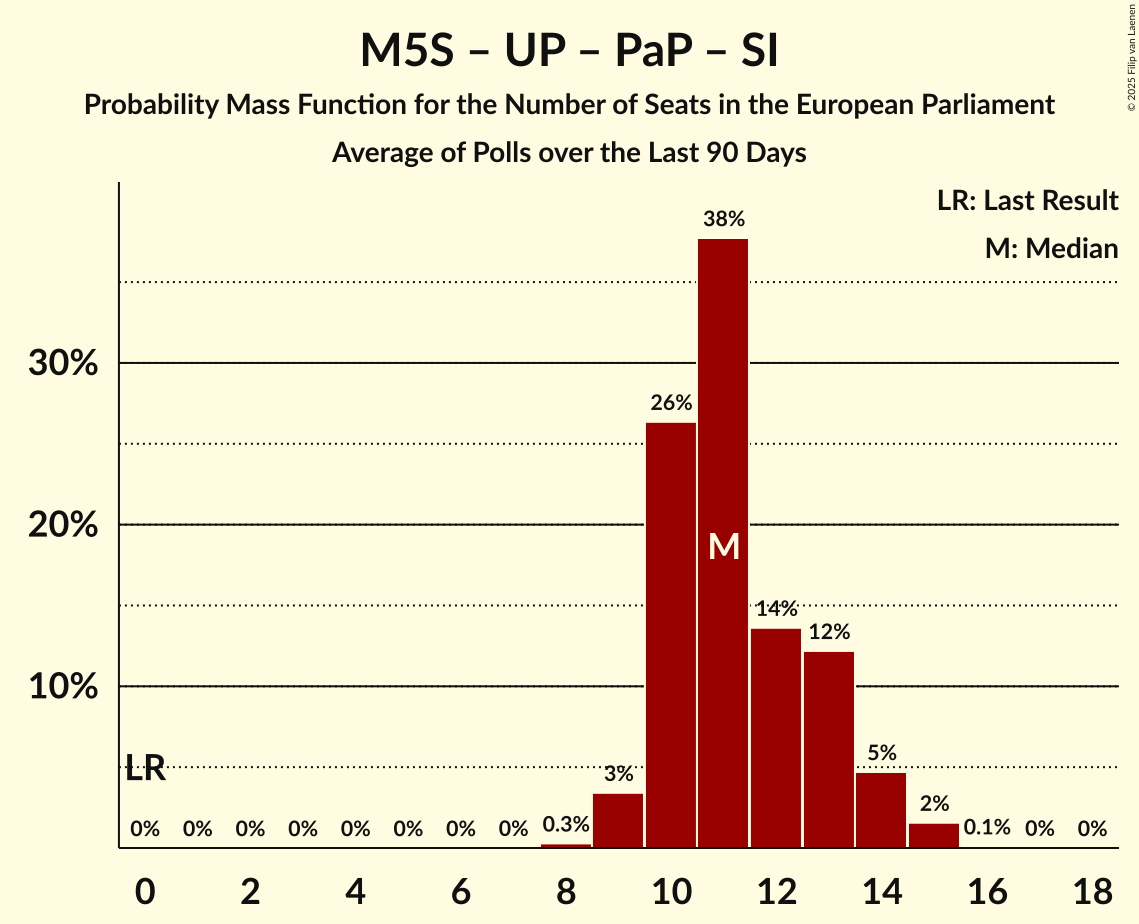 M5S – UP – PaP – SI
Probability Mass Function for the Number of Seats in the European Parliament
Average of Polls over the Last 90 Days
© 2025 Filip van Laenen
LR: Last Result
M: Median
30%
20%
10%
LR
M
0% 0% 0% 0% 0% 0% 0% 0% 0.3% 3% 26% 38% 14% 12% 5% 2% 0.1% 0% 0%
0 2 4 6 8 10 12 14 16 18